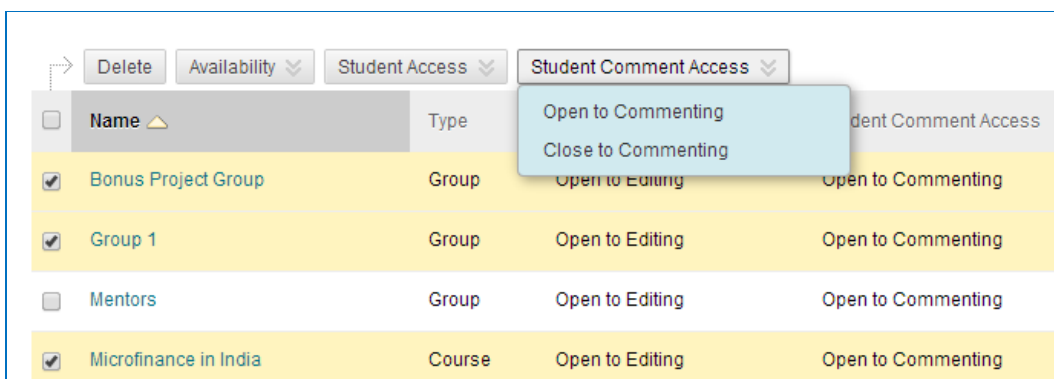 Delete Availability Student Access Student Comment Access
Open to Commenting
Close to Commenting
Name Type dent Comment Access
Bonus Project Group Group Open to Editing Open to Commenting
Group 1 Group Open to Editing Open to Commenting
Mentors Group Open to Editing Open to Commenting
Microfinance in India Course Open to Editing Open to Commenting